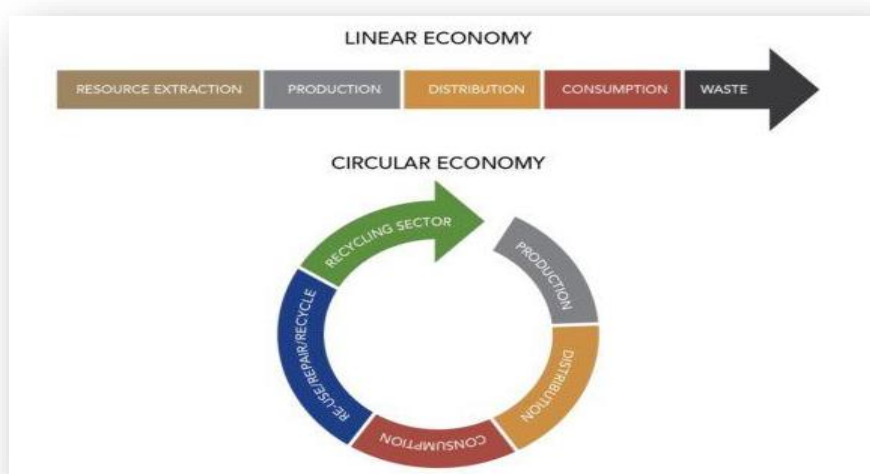 LINEAR ECONOMY
RESOURCE EXTRACTION
PRODUCTION
DISTRIBUTION
CONSUMPTION
WASTE
CIRCULAR ECONOMY
RECYCLING SECTOR
PRODUCTION
DISTRIBUTION
CONSUMPTION
RE-USE/REPAIR/RECYCLE